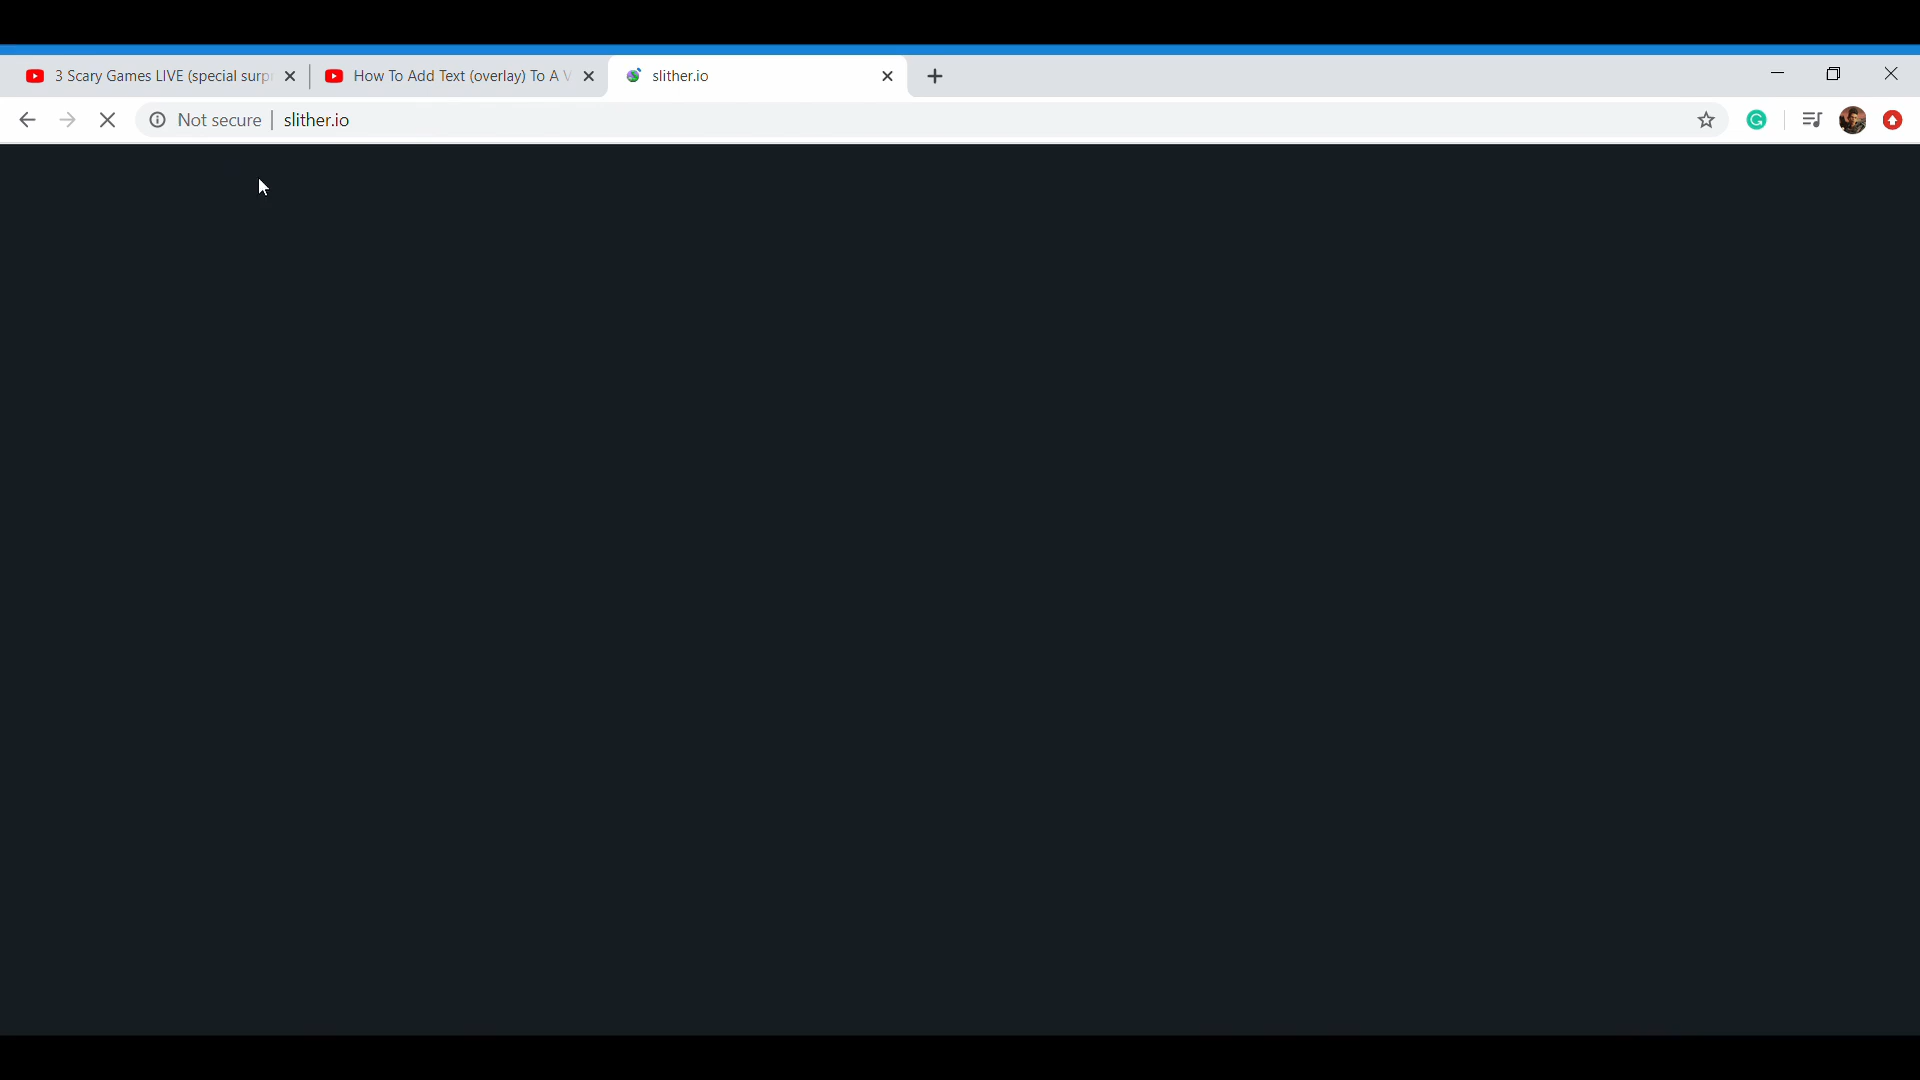 3 Scary Games LIVE (special surp
How To Add Text (overlay) To A V
slither.io
Not secure
slither.io